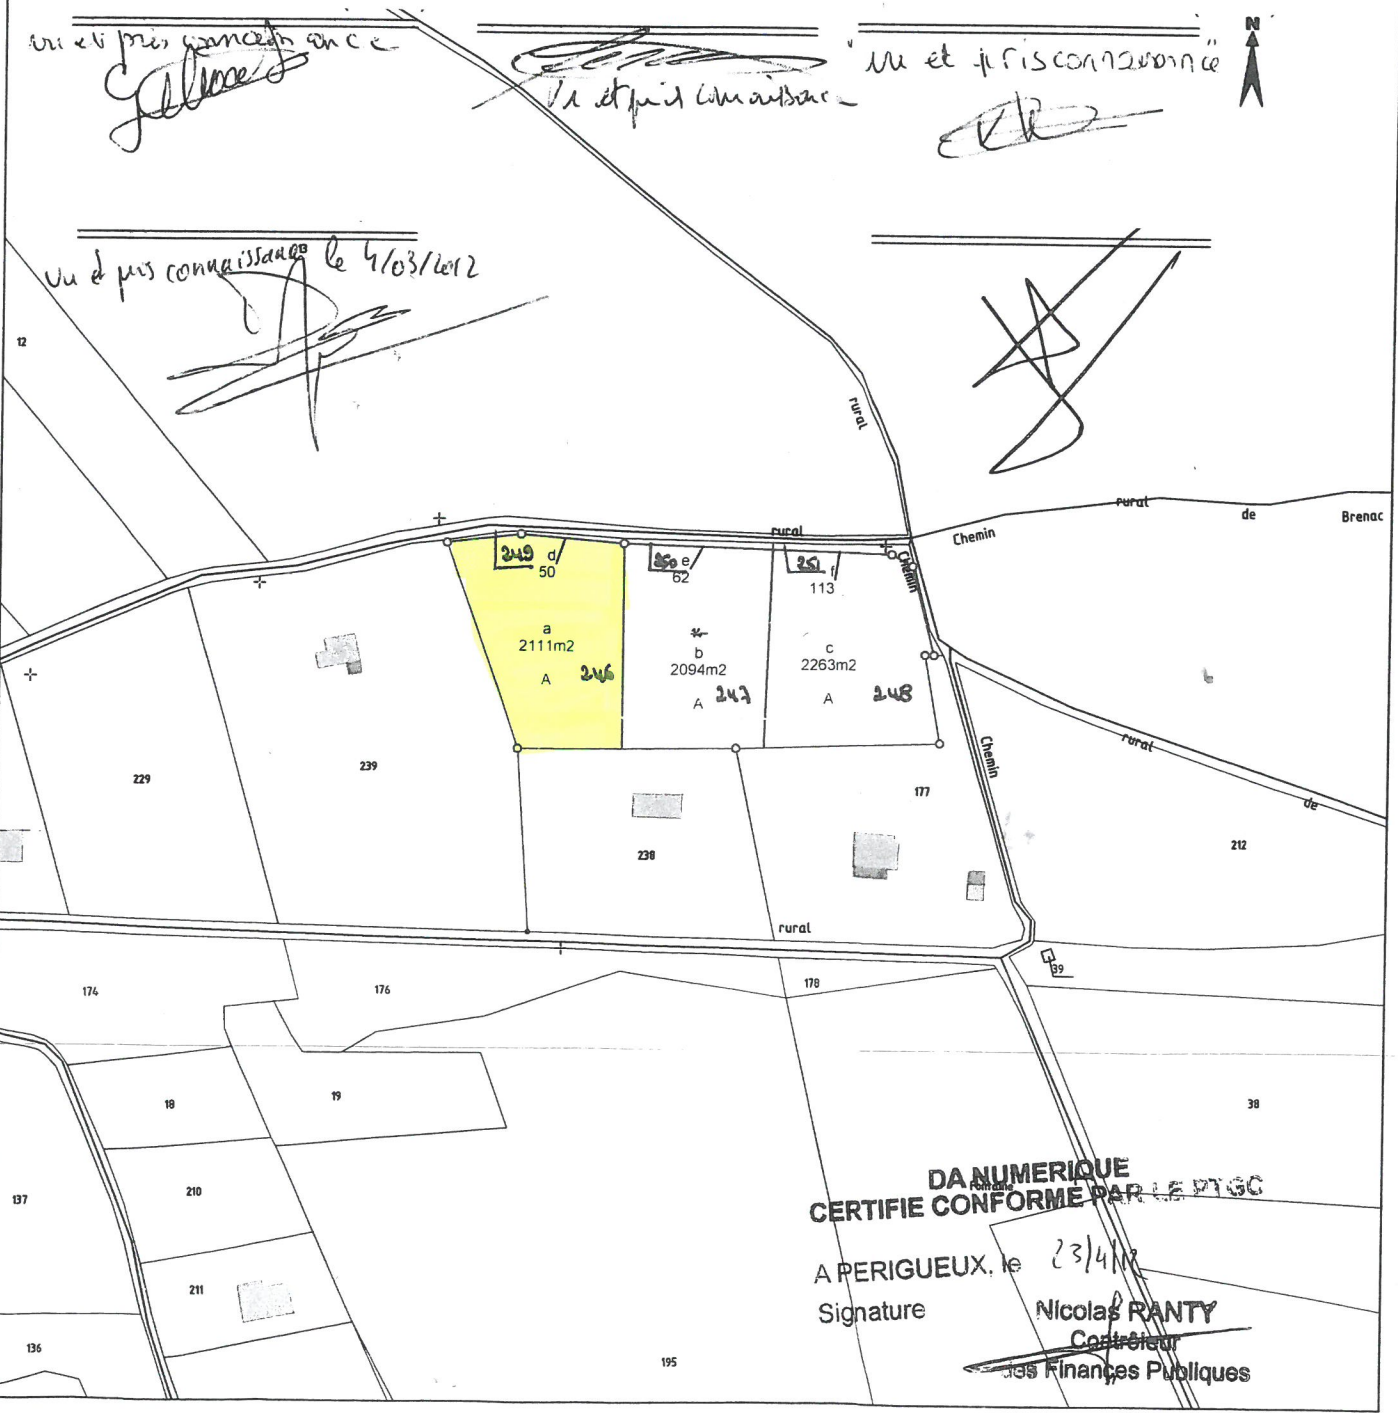 vu et pris connaissance
Vu et pris connaissance
"vu et pris connaissance"
N
vu et pris connaissance le 4/03/2012
13
12
rural
rural
de
Brenac
Chemin
rural
Chemin
249 d
50
250 e
62
251 f
113
a
2111m2
A
246
b
2094m2
A
247
c
2263m2
A
248
Chemin
rural
de
229
239
238
177
212
rural
39
174
176
178
18
19
38
137
210
211
136
195
DA NUMERIQUE
Fontaine
CERTIFIE CONFORME PAR LE PTGC
A PERIGUEUX, le 23/4/12
Signature
Nicolas RANTY
Contrôleur
des Finances Publiques